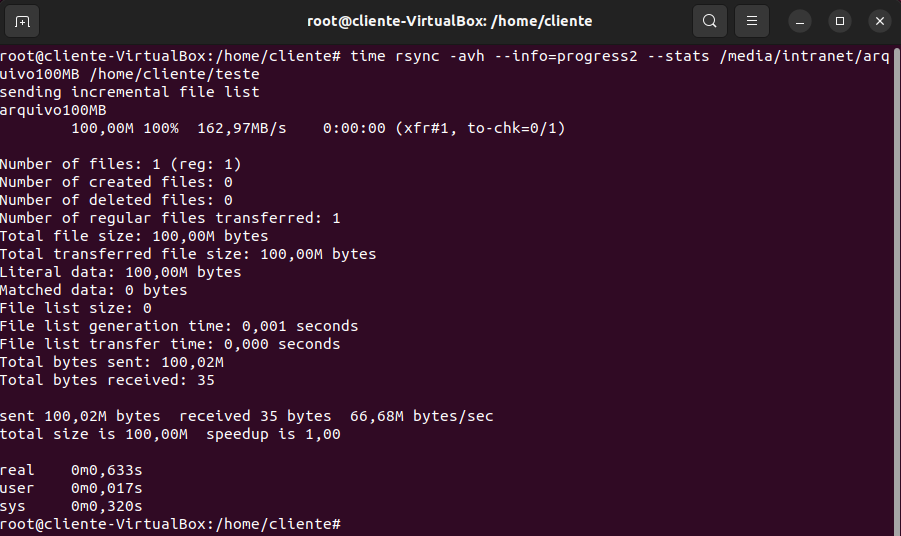 root@cliente-VirtualBox: /home/cliente
root@cliente-VirtualBox:/home/cliente# time rsync -avh --info=progress2 --stats /media/intranet/arq
uivo100MB /home/cliente/teste
sending incremental file list
arquivo100MB
        100,00M 100%  162,97MB/s    0:00:00 (xfr#1, to-chk=0/1)

Number of files: 1 (reg: 1)
Number of created files: 0
Number of deleted files: 0
Number of regular files transferred: 1
Total file size: 100,00M bytes
Total transferred file size: 100,00M bytes
Literal data: 100,00M bytes
Matched data: 0 bytes
File list size: 0
File list generation time: 0,001 seconds
File list transfer time: 0,000 seconds
Total bytes sent: 100,02M
Total bytes received: 35

sent 100,02M bytes  received 35 bytes  66,68M bytes/sec
total size is 100,00M  speedup is 1,00

real    0m0,633s
user    0m0,017s
sys     0m0,320s
root@cliente-VirtualBox:/home/cliente#